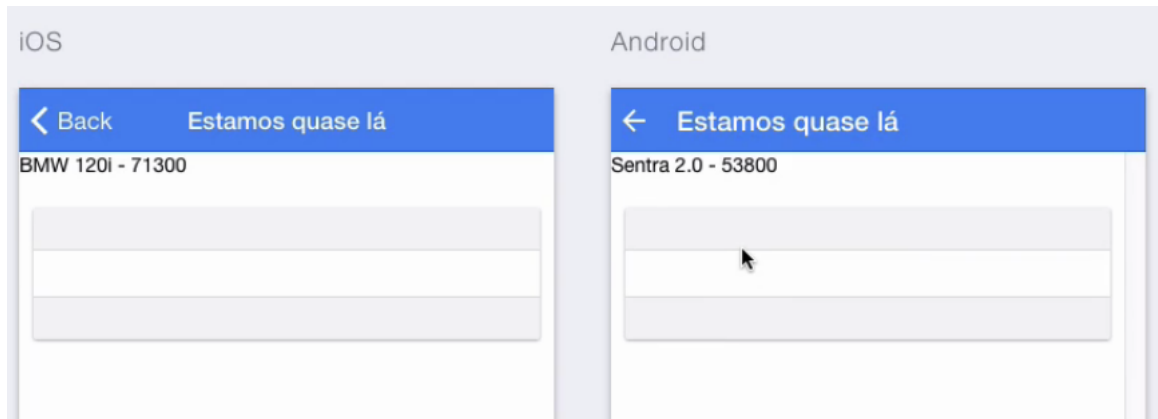 iOS
Back Estamos quase lá
BMW 120i - 71300
Android
Estamos quase lá
Sentra 2.0 - 53800